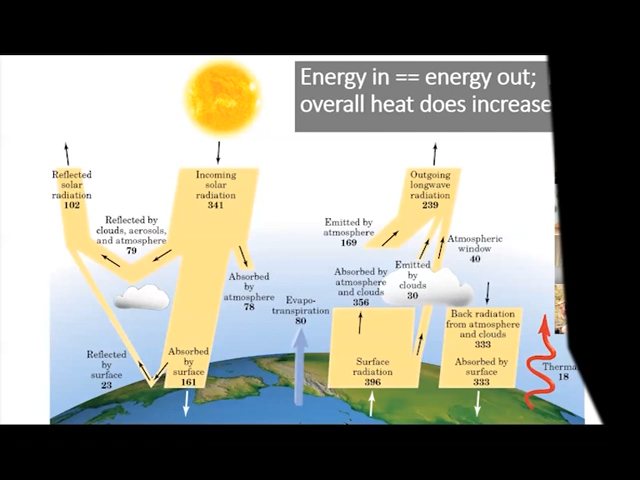 Energy in == energy out;
overall heat does increase
Reflected
solar
radiation
102
Incoming
solar
radiation
341
Outgoing
longwave
radiation
239
Reflected by
clouds, aerosols,
and atmosphere
79
Emitted by
atmosphere
169
Atmospheric
window
40
Absorbed by
atmosphere
78
Evapo-
transpiration
80
Absorbed by
atmosphere
and clouds
356
Emitted
by
clouds
30
Back radiation
from atmosphere
and clouds
333
Reflected
by
surface
23
Absorbed
by
surface
161
Surface
radiation
396
Absorbed by
surface
333
Therma
18